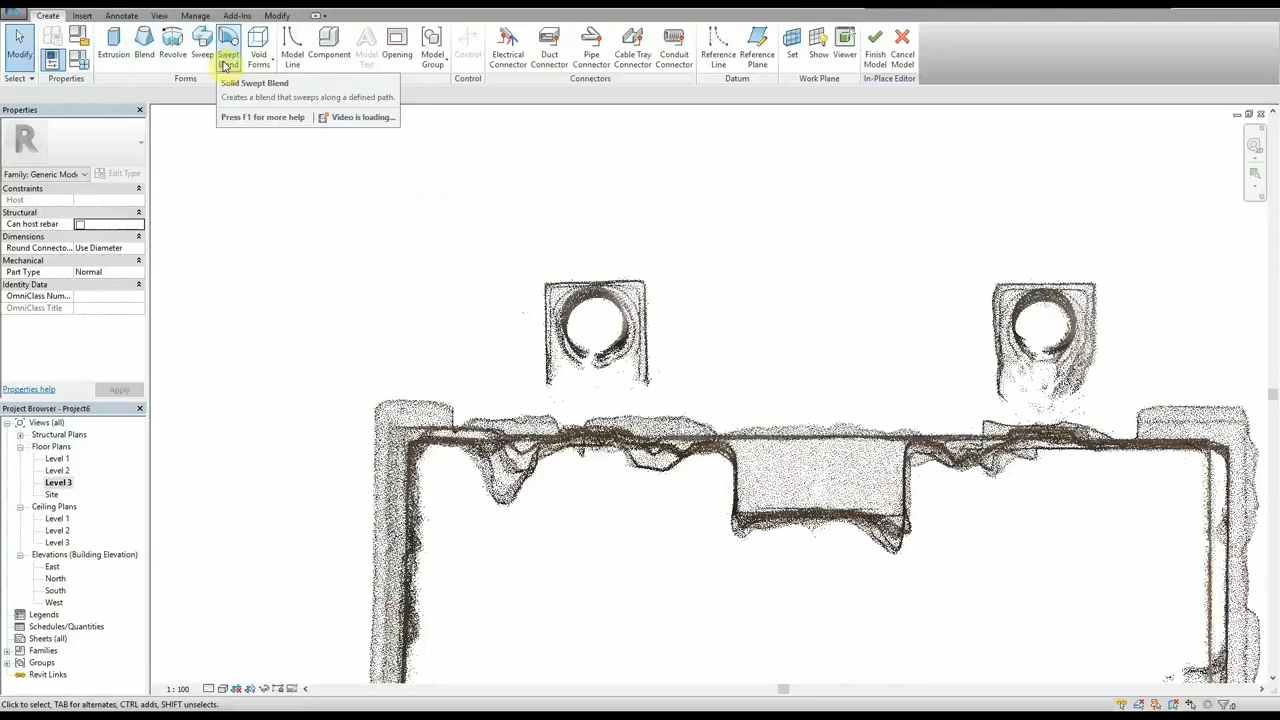 Create Insert Annotate View Manage Add-Ins Modify
Modify
Extrusion Blend Revolve Sweep Swept Blend Void Forms
Model Line Component Model Text Opening Model Group
Control
Electrical Connector Duct Connector Pipe Connector Cable Tray Connector Conduit Connector
Reference Line Reference Plane
Set Show Viewer
Finish Model Cancel Model
Select Properties Forms Control Connectors Datum Work Plane In-Place Editor
Solid Swept Blend
Creates a blend that sweeps along a defined path.
Press F1 for more help Video is loading...
Properties
R
Family: Generic Mode Edit Type
Constraints
Host
Structural
Can host rebar
Dimensions
Round Connecto... Use Diameter
Mechanical
Part Type Normal
Identity Data
OmniClass Num...
OmniClass Title
Properties help Apply
Project Browser - Project6
Views (all)
Structural Plans
Floor Plans
Level 1
Level 2
Level 3
Site
Ceiling Plans
Level 1
Level 2
Level 3
Elevations (Building Elevation)
East
North
South
West
Legends
Schedules/Quantities
Sheets (all)
Families
Groups
Revit Links
1 : 100
Click to select, TAB for alternates, CTRL adds, SHIFT unselects.
:0